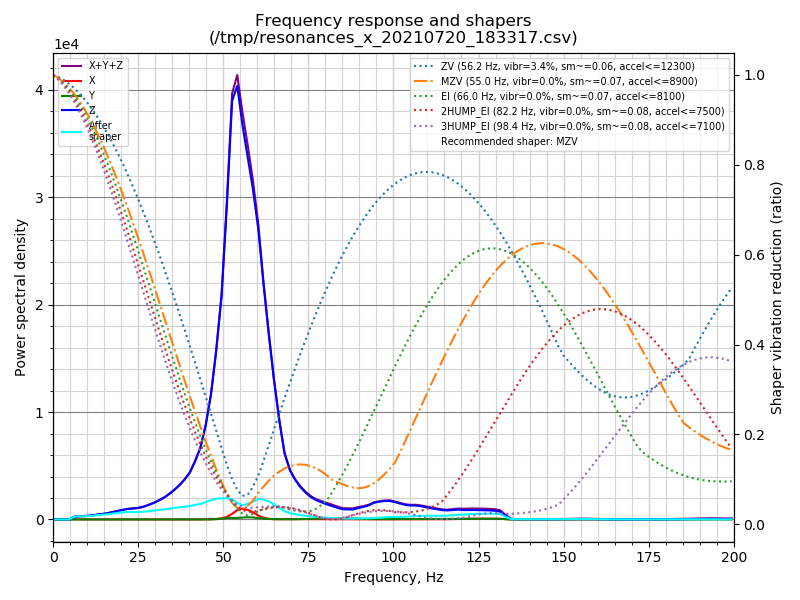 Frequency response and shapers
(/tmp/resonances_x_20210720_183317.csv)
1e4
X+Y+Z
X
Y
Z
After
shaper
ZV (56.2 Hz, vibr=3.4%, sm~=0.06, accel<=12300)
MZV (55.0 Hz, vibr=0.0%, sm~=0.07, accel<=8900)
EI (66.0 Hz, vibr=0.0%, sm~=0.07, accel<=8100)
2HUMP_EI (82.2 Hz, vibr=0.0%, sm~=0.08, accel<=7500)
3HUMP_EI (98.4 Hz, vibr=0.0%, sm~=0.08, accel<=7100)
Recommended shaper: MZV
4
3
2
1
0
Power spectral density
1.0
0.8
0.6
0.4
0.2
0.0
Shaper vibration reduction (ratio)
0 25 50 75 100 125 150 175 200
Frequency, Hz